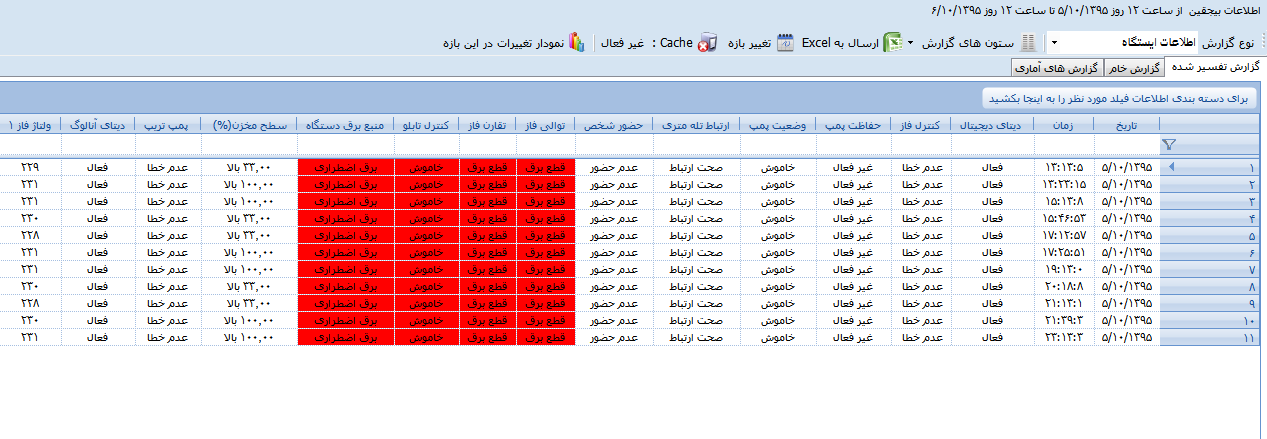 اطلاعات بیجقین از ساعت ۱۲ روز ۵/۱۰/۱۳۹۵ تا ساعت ۱۲ روز ۶/۱۰/۱۳۹۵
نوع گزارش اطلاعات ایستگاه ستون های گزارش ارسال به Excel تغییر بازه Cache : غیر فعال نمودار تغییرات در این بازه
گزارش تفسیر شده گزارش خام گزارش های آماری
برای دسته بندی اطلاعات فیلد مورد نظر را به اینجا بکشید
تاریخ زمان دیتای دیجیتال کنترل فاز حفاظت پمپ وضعیت پمپ ارتباط تله متری حضور شخص توالی فاز تقارن فاز کنترل تابلو منبع برق دستگاه سطح مخزن(%) پمپ تریپ دیتای آنالوگ ولتاژ فاز ۱
۱ ۵/۱۰/۱۳۹۵ ۱۳:۱۳:۵ فعال عدم خطا غیر فعال خاموش صحت ارتباط عدم حضور قطع برق قطع برق خاموش برق اضطراری ۳۳,۰۰ بالا عدم خطا فعال ۲۲۹
۲ ۵/۱۰/۱۳۹۵ ۱۳:۲۳:۱۵ فعال عدم خطا غیر فعال خاموش صحت ارتباط عدم حضور قطع برق قطع برق خاموش برق اضطراری ۱۰۰,۰۰ بالا عدم خطا فعال ۲۳۱
۳ ۵/۱۰/۱۳۹۵ ۱۵:۱۳:۸ فعال عدم خطا غیر فعال خاموش صحت ارتباط عدم حضور قطع برق قطع برق خاموش برق اضطراری ۱۰۰,۰۰ بالا عدم خطا فعال ۲۳۱
۴ ۵/۱۰/۱۳۹۵ ۱۵:۴۶:۵۳ فعال عدم خطا غیر فعال خاموش صحت ارتباط عدم حضور قطع برق قطع برق خاموش برق اضطراری ۳۳,۰۰ بالا عدم خطا فعال ۲۳۰
۵ ۵/۱۰/۱۳۹۵ ۱۷:۱۲:۵۷ فعال عدم خطا غیر فعال خاموش صحت ارتباط عدم حضور قطع برق قطع برق خاموش برق اضطراری ۳۳,۰۰ بالا عدم خطا فعال ۲۲۸
۶ ۵/۱۰/۱۳۹۵ ۱۷:۲۵:۵۱ فعال عدم خطا غیر فعال خاموش صحت ارتباط عدم حضور قطع برق قطع برق خاموش برق اضطراری ۱۰۰,۰۰ بالا عدم خطا فعال ۲۳۱
۷ ۵/۱۰/۱۳۹۵ ۱۹:۱۳:۰ فعال عدم خطا غیر فعال خاموش صحت ارتباط عدم حضور قطع برق قطع برق خاموش برق اضطراری ۱۰۰,۰۰ بالا عدم خطا فعال ۲۳۱
۸ ۵/۱۰/۱۳۹۵ ۲۰:۱۸:۸ فعال عدم خطا غیر فعال خاموش صحت ارتباط عدم حضور قطع برق قطع برق خاموش برق اضطراری ۳۳,۰۰ بالا عدم خطا فعال ۲۳۰
۹ ۵/۱۰/۱۳۹۵ ۲۱:۱۳:۱ فعال عدم خطا غیر فعال خاموش صحت ارتباط عدم حضور قطع برق قطع برق خاموش برق اضطراری ۳۳,۰۰ بالا عدم خطا فعال ۲۲۸
۱۰ ۵/۱۰/۱۳۹۵ ۲۱:۳۹:۳ فعال عدم خطا غیر فعال خاموش صحت ارتباط عدم حضور قطع برق قطع برق خاموش برق اضطراری ۱۰۰,۰۰ بالا عدم خطا فعال ۲۳۰
۱۱ ۵/۱۰/۱۳۹۵ ۲۳:۱۳:۳ فعال عدم خطا غیر فعال خاموش صحت ارتباط عدم حضور قطع برق قطع برق خاموش برق اضطراری ۱۰۰,۰۰ بالا عدم خطا فعال ۲۳۱